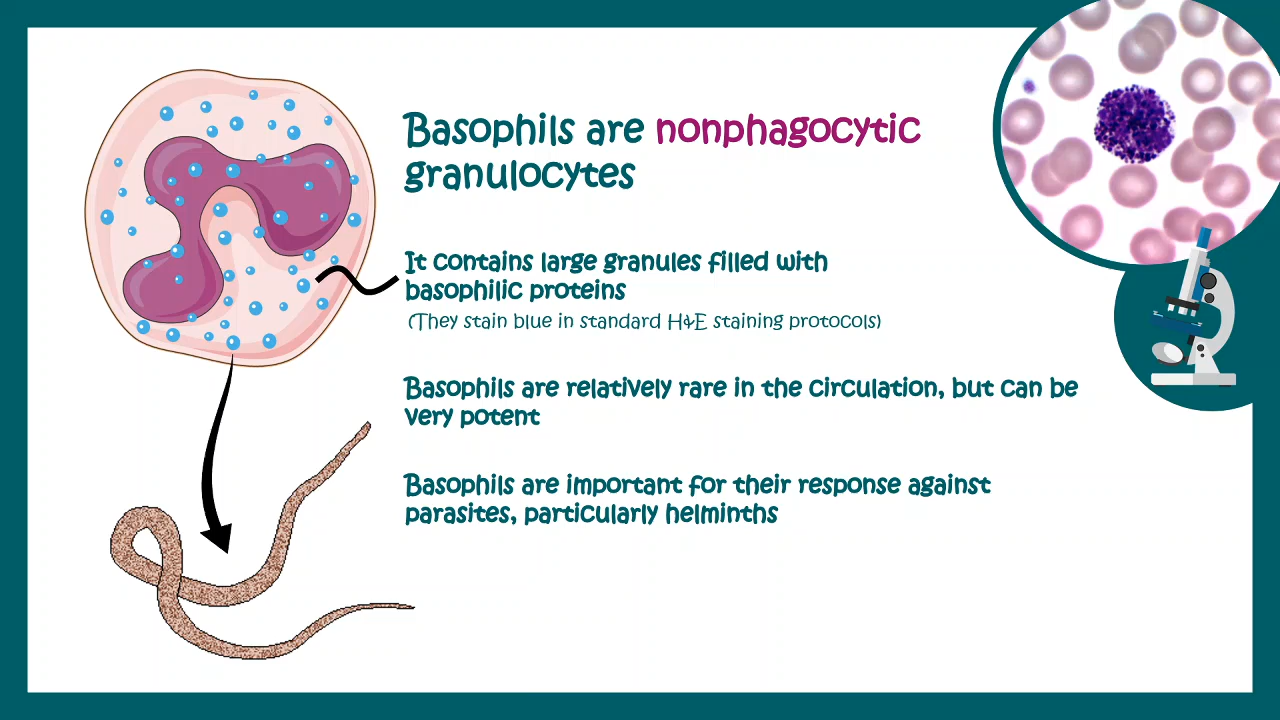 Basophils are nonphagocytic
granulocytes
It contains large granules filled with
basophilic proteins
(They stain blue in standard H&E staining protocols)
Basophils are relatively rare in the circulation, but can be
very potent
Basophils are important for their response against
parasites, particularly helminths